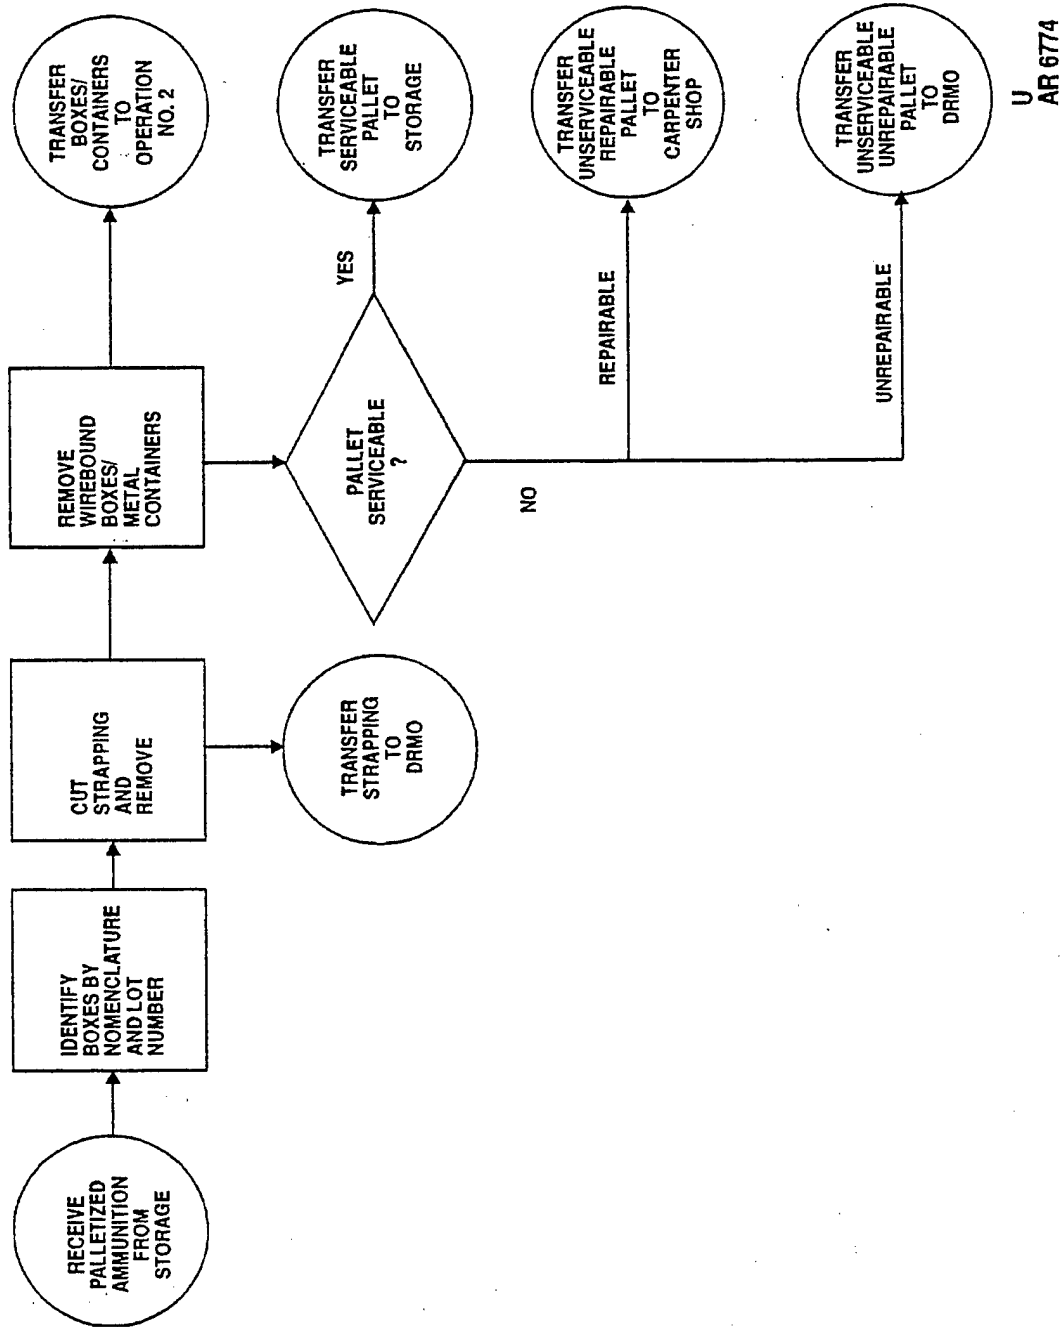 RECEIVE
PALLETIZED
AMMUNITION
FROM
STORAGE
IDENTIFY
BOXES BY
NOMENCLATURE
AND LOT
NUMBER
CUT
STRAPPING
AND
REMOVE
REMOVE
WIREBOUND
BOXES/
METAL
CONTAINERS
TRANSFER
BOXES/
CONTAINERS
TO
OPERATION
NO. 2
TRANSFER
STRAPPING
TO
DRMO
PALLET
SERVICEABLE
?
YES
TRANSFER
SERVICEABLE
PALLET
TO
STORAGE
NO
REPAIRABLE
TRANSFER
UNSERVICEABLE
REPAIRABLE
PALLET
TO
CARPENTER
SHOP
UNREPAIRABLE
TRANSFER
UNSERVICEABLE
UNREPAIRABLE
PALLET
TO
DRMO
U
AR 6774